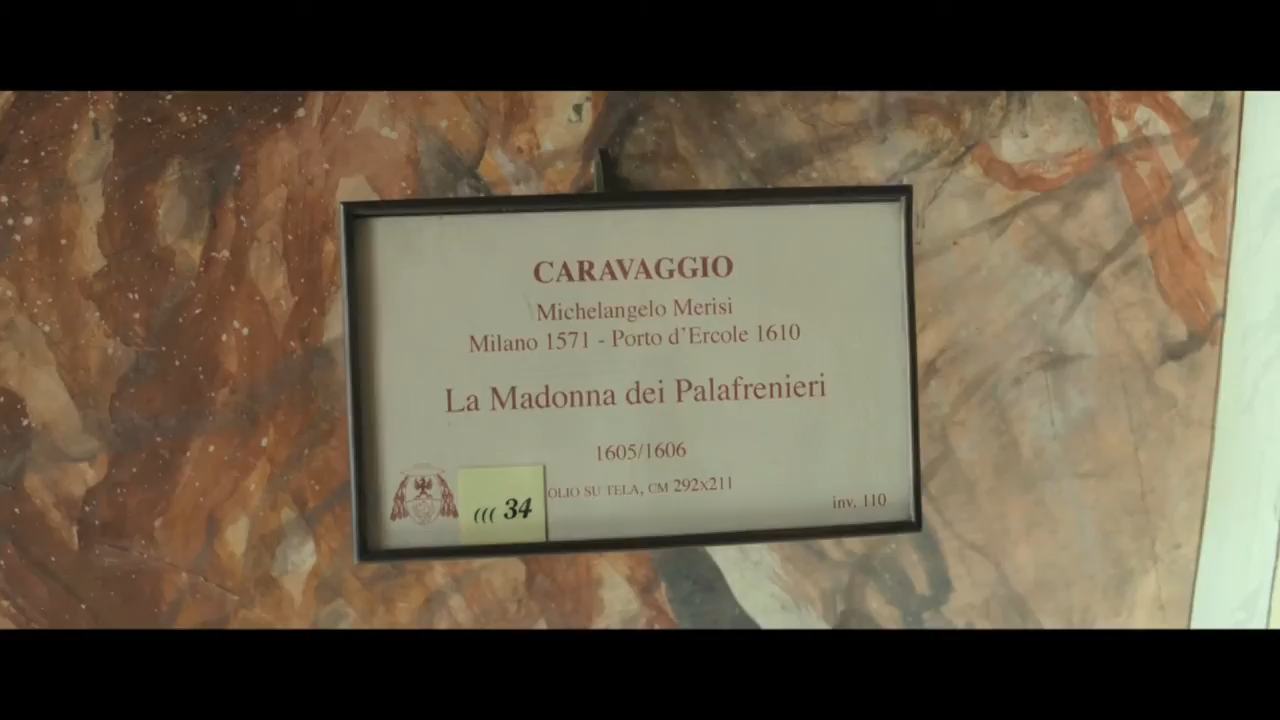 CARAVAGGIO
Michelangelo Merisi
Milano 1571 - Porto d'Ercole 1610
La Madonna dei Palafrenieri
1605/1606
OLIO SU TELA, CM 292x211
inv. 110
((( 34